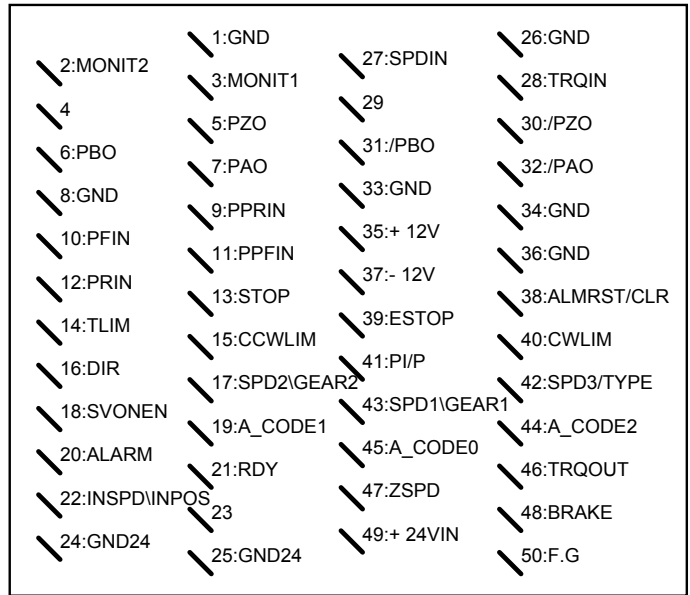 1:GND
26:GND
2:MONIT2
27:SPDIN
3:MONIT1
28:TRQIN
4
29
5:PZO
30:/PZO
6:PBO
31:/PBO
7:PAO
32:/PAO
8:GND
33:GND
9:PPRIN
34:GND
10:PFIN
35:+ 12V
11:PPFIN
36:GND
12:PRIN
37:- 12V
13:STOP
38:ALMRST/CLR
14:TLIM
39:ESTOP
15:CCWLIM
40:CWLIM
16:DIR
41:PI/P
17:SPD2\GEAR2
42:SPD3/TYPE
18:SVONEN
43:SPD1\GEAR1
19:A_CODE1
44:A_CODE2
20:ALARM
45:A_CODE0
21:RDY
46:TRQOUT
22:INSPD\INPOS
47:ZSPD
23
48:BRAKE
24:GND24
49:+ 24VIN
25:GND24
50:F.G